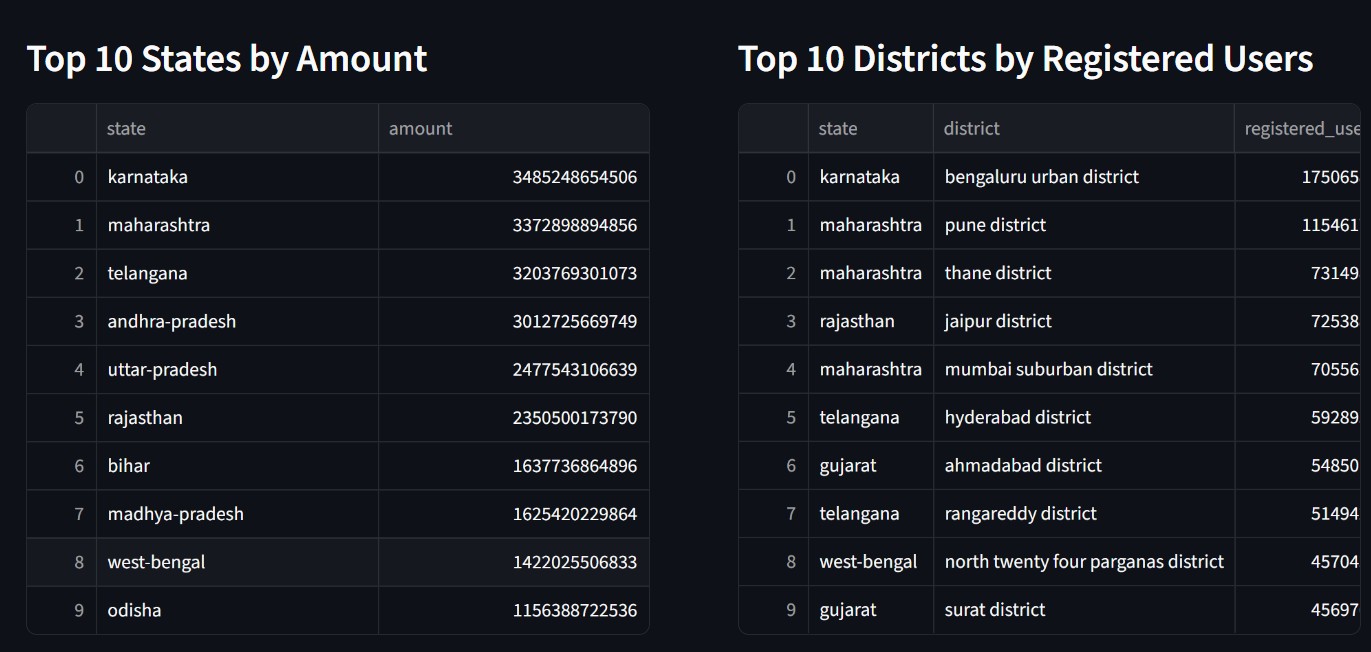 Top 10 States by Amount
state amount
0 karnataka 3485248654506
1 maharashtra 3372898894856
2 telangana 3203769301073
3 andhra-pradesh 3012725669749
4 uttar-pradesh 2477543106639
5 rajasthan 2350500173790
6 bihar 1637736864896
7 madhya-pradesh 1625420229864
8 west-bengal 1422025506833
9 odisha 1156388722536
Top 10 Districts by Registered Users
state district registered_use
0 karnataka bengaluru urban district 175065
1 maharashtra pune district 115461
2 maharashtra thane district 73149
3 rajasthan jaipur district 72538
4 maharashtra mumbai suburban district 70556
5 telangana hyderabad district 59289
6 gujarat ahmadabad district 54850
7 telangana rangareddy district 51494
8 west-bengal north twenty four parganas district 45704
9 gujarat surat district 45697